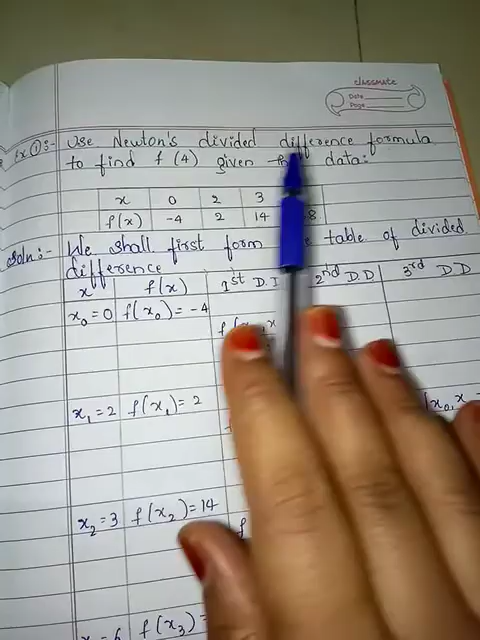 classmate
Date
Page
Ex ①:- Use Newton's divided difference formula
to find f(4) given data:
x 0 2 3
f(x) -4 2 14 8
Soln:- We shall first form table of divided
difference
x f(x) 1st D.D 2nd D.D 3rd DD
x₀=0 f(x₀)=-4
x₁=2 f(x₁)=2
x₂=3 f(x₂)=14
f(x₃)=